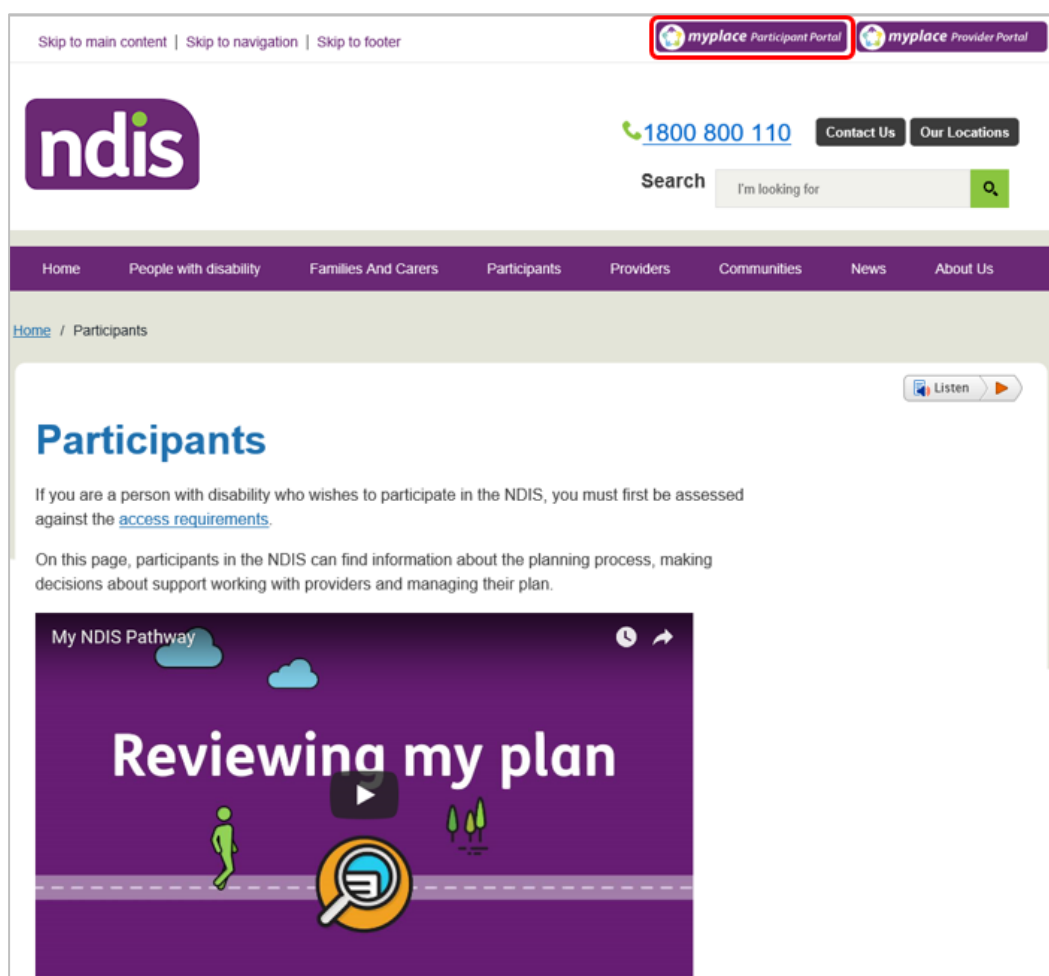 Skip to main content | Skip to navigation | Skip to footer
myplace Participant Portal
myplace Provider Portal
ndis
1800 800 110
Contact Us
Our Locations
Search
I'm looking for
Home People with disability Families And Carers Participants Providers Communities News About Us
Home / Participants
Listen
Participants
If you are a person with disability who wishes to participate in the NDIS, you must first be assessed
against the access requirements.
On this page, participants in the NDIS can find information about the planning process, making
decisions about support working with providers and managing their plan.
My NDIS Pathway
Reviewing my plan